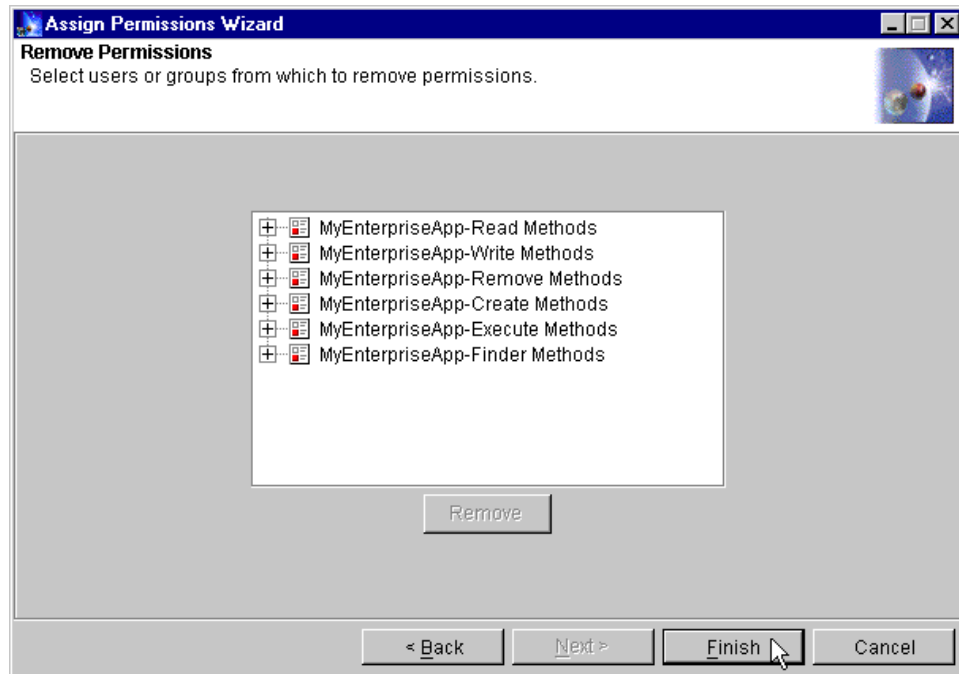 Assign Permissions Wizard
Remove Permissions
Select users or groups from which to remove permissions.
MyEnterpriseApp-Read Methods
MyEnterpriseApp-Write Methods
MyEnterpriseApp-Remove Methods
MyEnterpriseApp-Create Methods
MyEnterpriseApp-Execute Methods
MyEnterpriseApp-Finder Methods
Remove
< Back Next > Finish Cancel